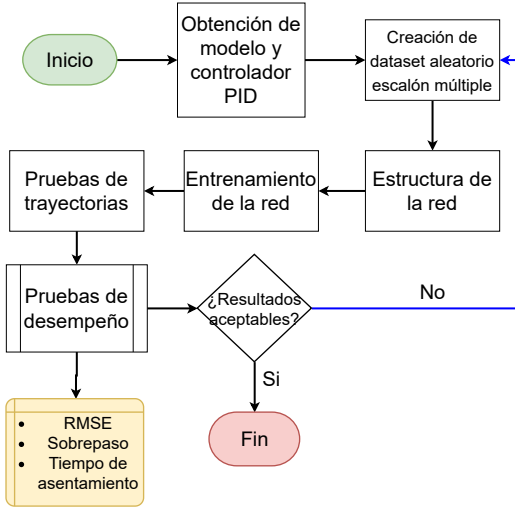 Inicio
Obtención de
modelo y
controlador
PID
Creación de
dataset aleatorio
escalón múltiple
Pruebas de
trayectorias
Entrenamiento
de la red
Estructura de
la red
Pruebas de
desempeño
¿Resultados
aceptables?
No
Si
Fin
• RMSE
• Sobrepaso
• Tiempo de
asentamiento